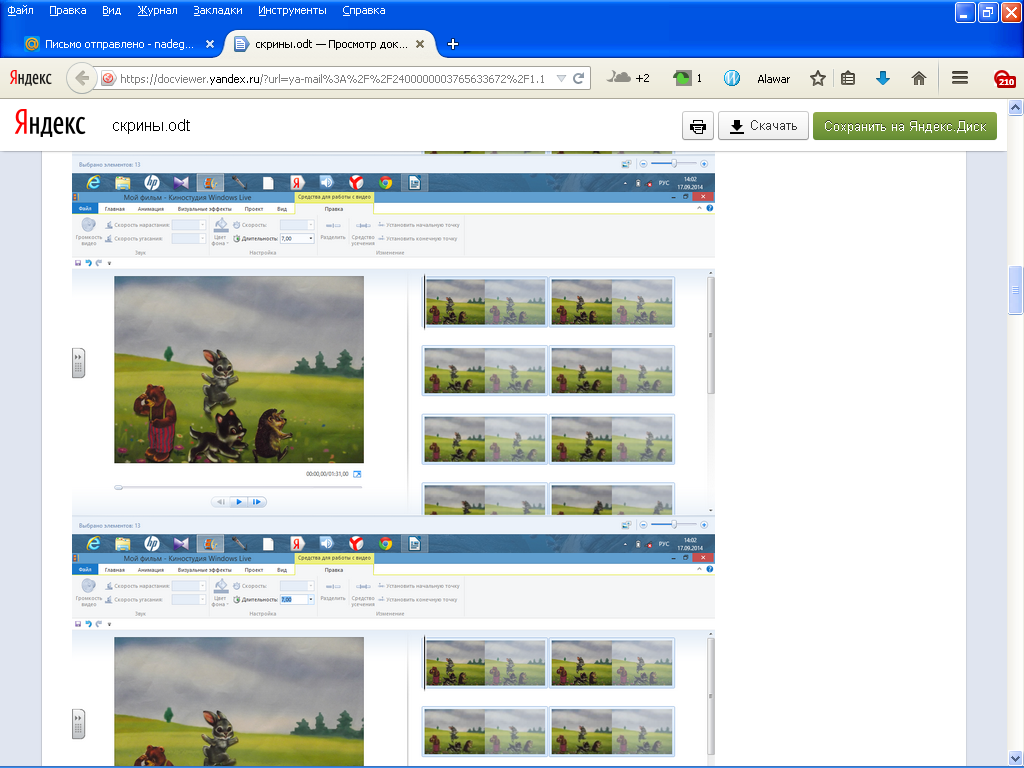 Файл Правка Вид Журнал Закладки Инструменты Справка
Письмо отправлено - nadeg... × скрины.odt — Просмотр док... × +
Яндекс https://docviewer.yandex.ru/?url=ya-mail%3A%2F%2F2400000003765633672%2F1.1 +2 1 Alawar 210
Яндекс скрины.odt Скачать Сохранить на Яндекс.Диск
Выбрано элементов: 13
РУС 14:02
17.09.2014
Мой фильм - Киностудия Windows Live Средства для работы с видео
Файл Главная Анимация Визуальные эффекты Проект Вид Правка
Громкость видео Скорость нарастания: Цвет фона Скорость: Разделить Средство усечения Установить начальную точку
Скорость угасания: Длительность: 7,00 Установить конечную точку
Звук Настройка Изменение
00:00,00/01:31,00
Выбрано элементов: 13
РУС 14:02
17.09.2014
Мой фильм - Киностудия Windows Live Средства для работы с видео
Файл Главная Анимация Визуальные эффекты Проект Вид Правка
Громкость видео Скорость нарастания: Цвет фона Скорость: Разделить Средство усечения Установить начальную точку
Скорость угасания: Длительность: 7,00 Установить конечную точку
Звук Настройка Изменение